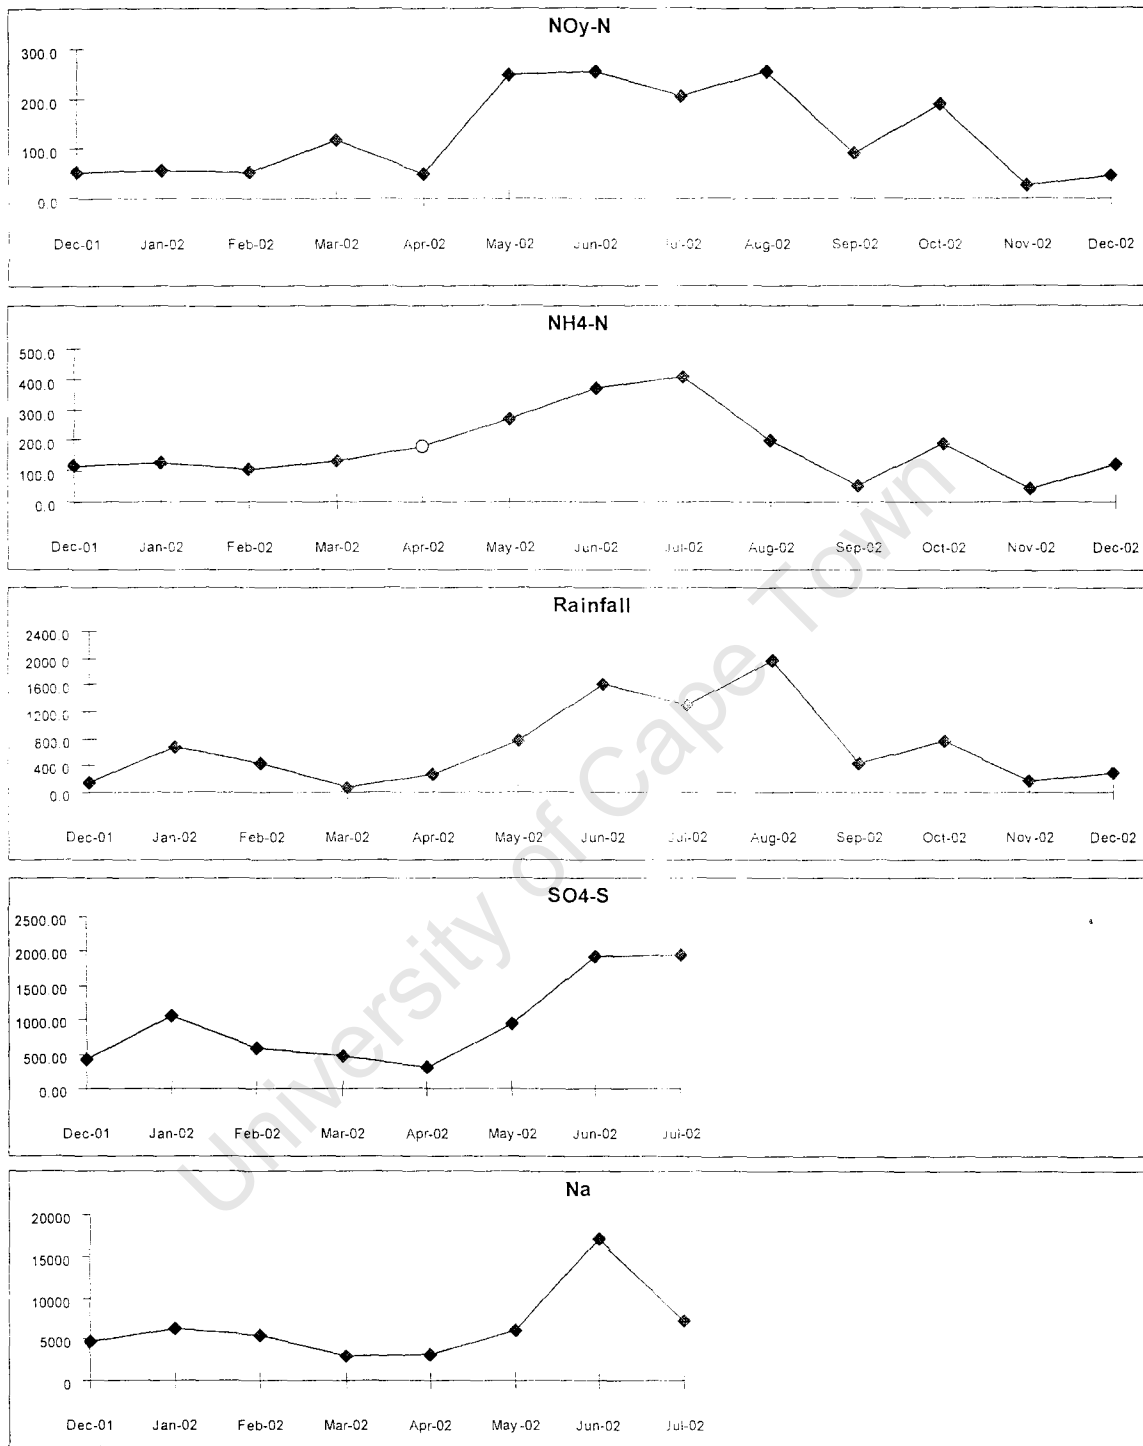 NOy-N
300.0
200.0
100.0
0.0
Dec-01 Jan-02 Feb-02 Mar-02 Apr-02 May-02 Jun-02 Jul-02 Aug-02 Sep-02 Oct-02 Nov-02 Dec-02
NH4-N
500.0
400.0
300.0
200.0
100.0
0.0
Dec-01 Jan-02 Feb-02 Mar-02 Apr-02 May-02 Jun-02 Jul-02 Aug-02 Sep-02 Oct-02 Nov-02 Dec-02
Rainfall
2400.0
2000.0
1600.0
1200.0
800.0
400.0
0.0
Dec-01 Jan-02 Feb-02 Mar-02 Apr-02 May-02 Jun-02 Jul-02 Aug-02 Sep-02 Oct-02 Nov-02 Dec-02
SO4-S
2500.00
2000.00
1500.00
1000.00
500.00
0.00
Dec-01 Jan-02 Feb-02 Mar-02 Apr-02 May-02 Jun-02 Jul-02
Na
20000
15000
10000
5000
0
Dec-01 Jan-02 Feb-02 Mar-02 Apr-02 May-02 Jun-02 Jul-02
University of Cape Town